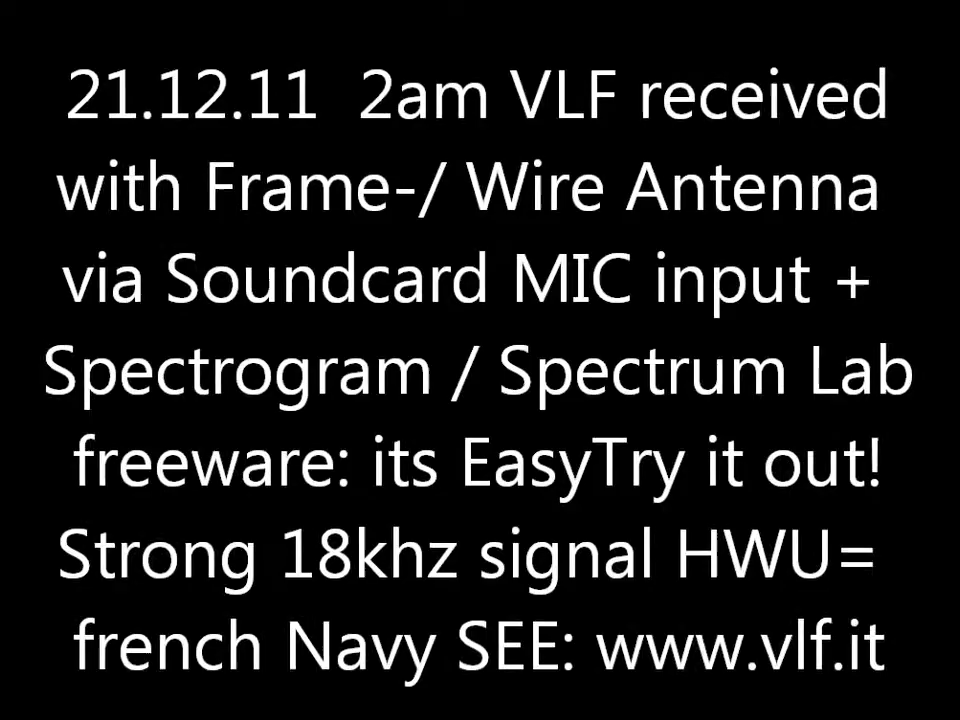 21.12.11  2am VLF received
with Frame-/ Wire Antenna
via Soundcard MIC input +
Spectrogram / Spectrum Lab
freeware: its EasyTry it out!
Strong 18khz signal HWU=
french Navy SEE: www.vlf.it